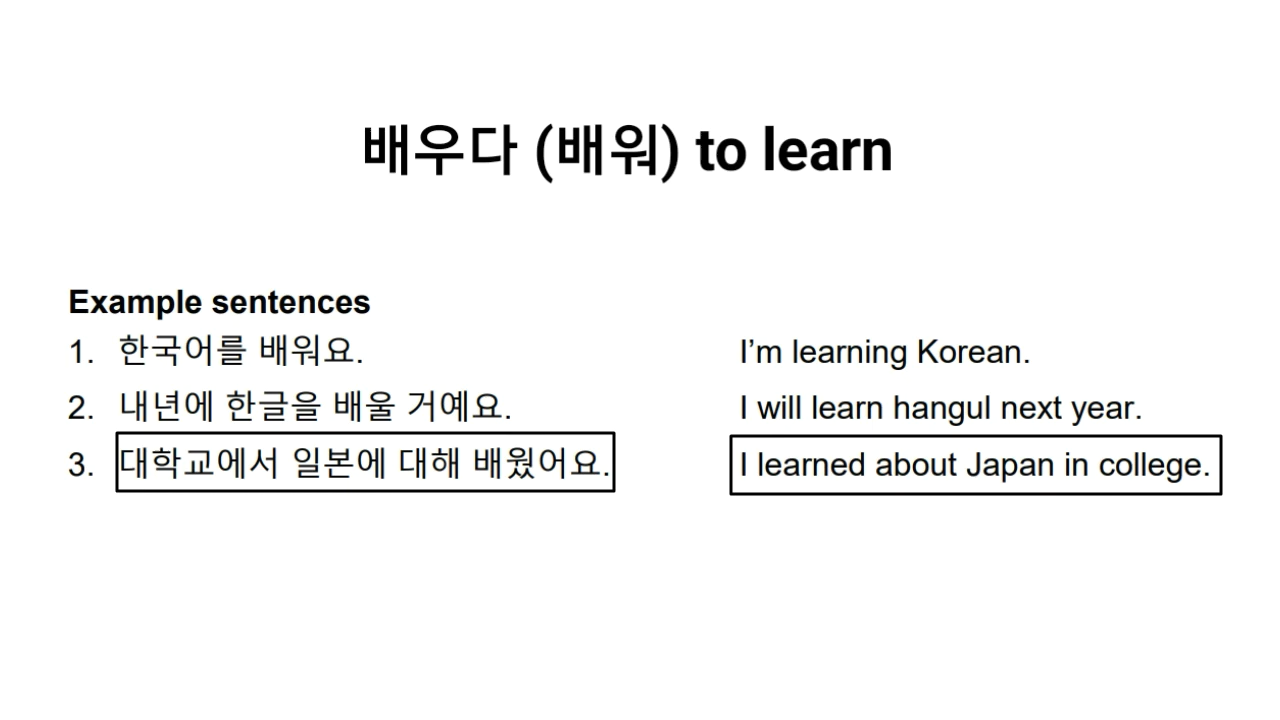 배우다 (배워) to learn
Example sentences
1. 한국어를 배워요. I’m learning Korean.
2. 내년에 한글을 배울 거예요. I will learn hangul next year.
3. 대학교에서 일본에 대해 배웠어요. I learned about Japan in college.